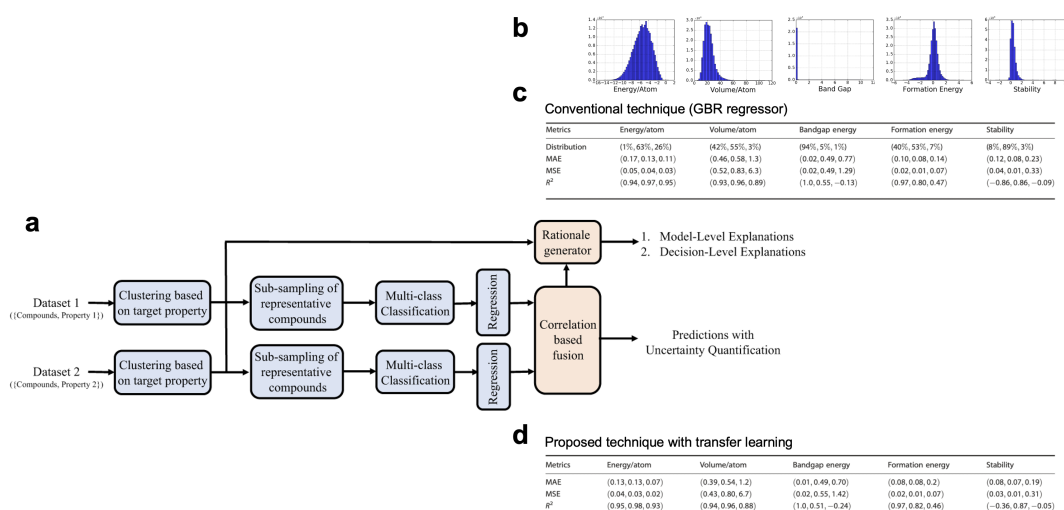 b
Energy/Atom
Volume/Atom
Band Gap
Formation Energy
Stability
c
Conventional technique (GBR regressor)
Metrics Energy/atom Volume/atom Bandgap energy Formation energy Stability
Distribution (1%, 63%, 26%) (42%, 55%, 3%) (94%, 5%, 1%) (40%, 53%, 7%) (8%, 89%, 3%)
MAE (0.17, 0.13, 0.11) (0.46, 0.58, 1.3) (0.02, 0.49, 0.77) (0.10, 0.08, 0.14) (0.12, 0.08, 0.23)
MSE (0.05, 0.04, 0.03) (0.52, 0.83, 6.3) (0.02, 0.49, 1.29) (0.02, 0.01, 0.07) (0.04, 0.01, 0.33)
R² (0.94, 0.97, 0.95) (0.93, 0.96, 0.89) (1.0, 0.55, −0.13) (0.97, 0.80, 0.47) (−0.86, 0.86, −0.09)
a
Rationale
generator
1. Model-Level Explanations
2. Decision-Level Explanations
Dataset 1
({Compounds, Property 1})
Clustering based
on target property
Sub-sampling of
representative
compounds
Multi-class
Classification
Regression
Correlation
based
fusion
Predictions with
Uncertainty Quantification
Dataset 2
({Compounds, Property 2})
Clustering based
on target property
Sub-sampling of
representative
compounds
Multi-class
Classification
Regression
d
Proposed technique with transfer learning
Metrics Energy/atom Volume/atom Bandgap energy Formation energy Stability
MAE (0.13, 0.13, 0.07) (0.39, 0.54, 1.2) (0.01, 0.49, 0.70) (0.08, 0.08, 0.2) (0.08, 0.07, 0.19)
MSE (0.04, 0.03, 0.02) (0.43, 0.80, 6.7) (0.02, 0.55, 1.42) (0.02, 0.01, 0.07) (0.03, 0.01, 0.31)
R² (0.95, 0.98, 0.93) (0.94, 0.96, 0.88) (1.0, 0.51, −0.24) (0.97, 0.82, 0.46) (−0.36, 0.87, −0.05)